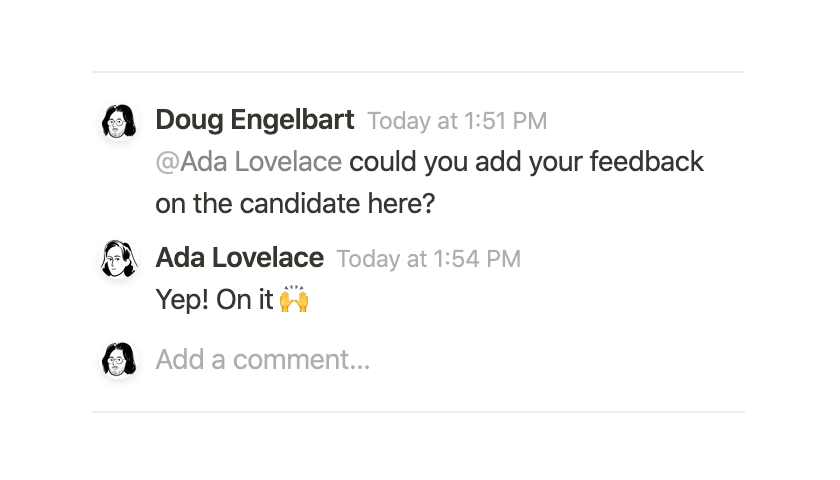 Doug Engelbart Today at 1:51 PM
@Ada Lovelace could you add your feedback
on the candidate here?
Ada Lovelace Today at 1:54 PM
Yep! On it 🙌
Add a comment...